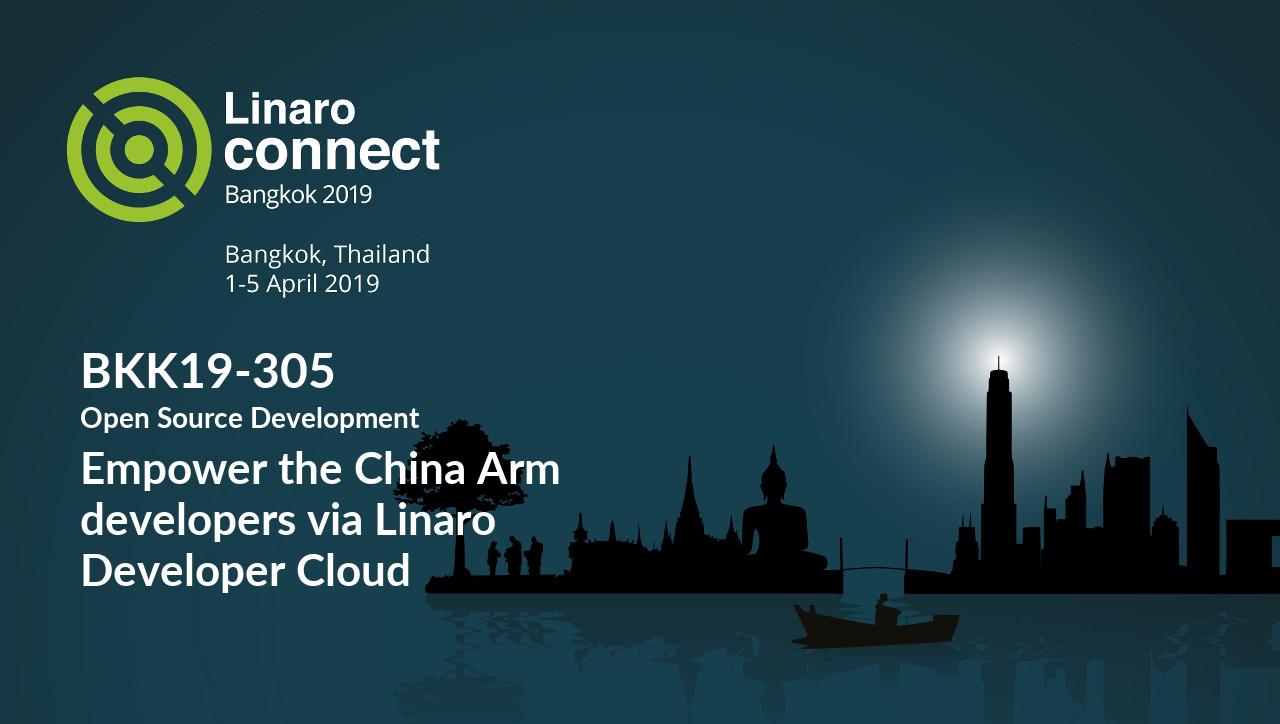 Linaro
connect
Bangkok 2019
Bangkok, Thailand
1-5 April 2019
BKK19-305
Open Source Development
Empower the China Arm
developers via Linaro
Developer Cloud